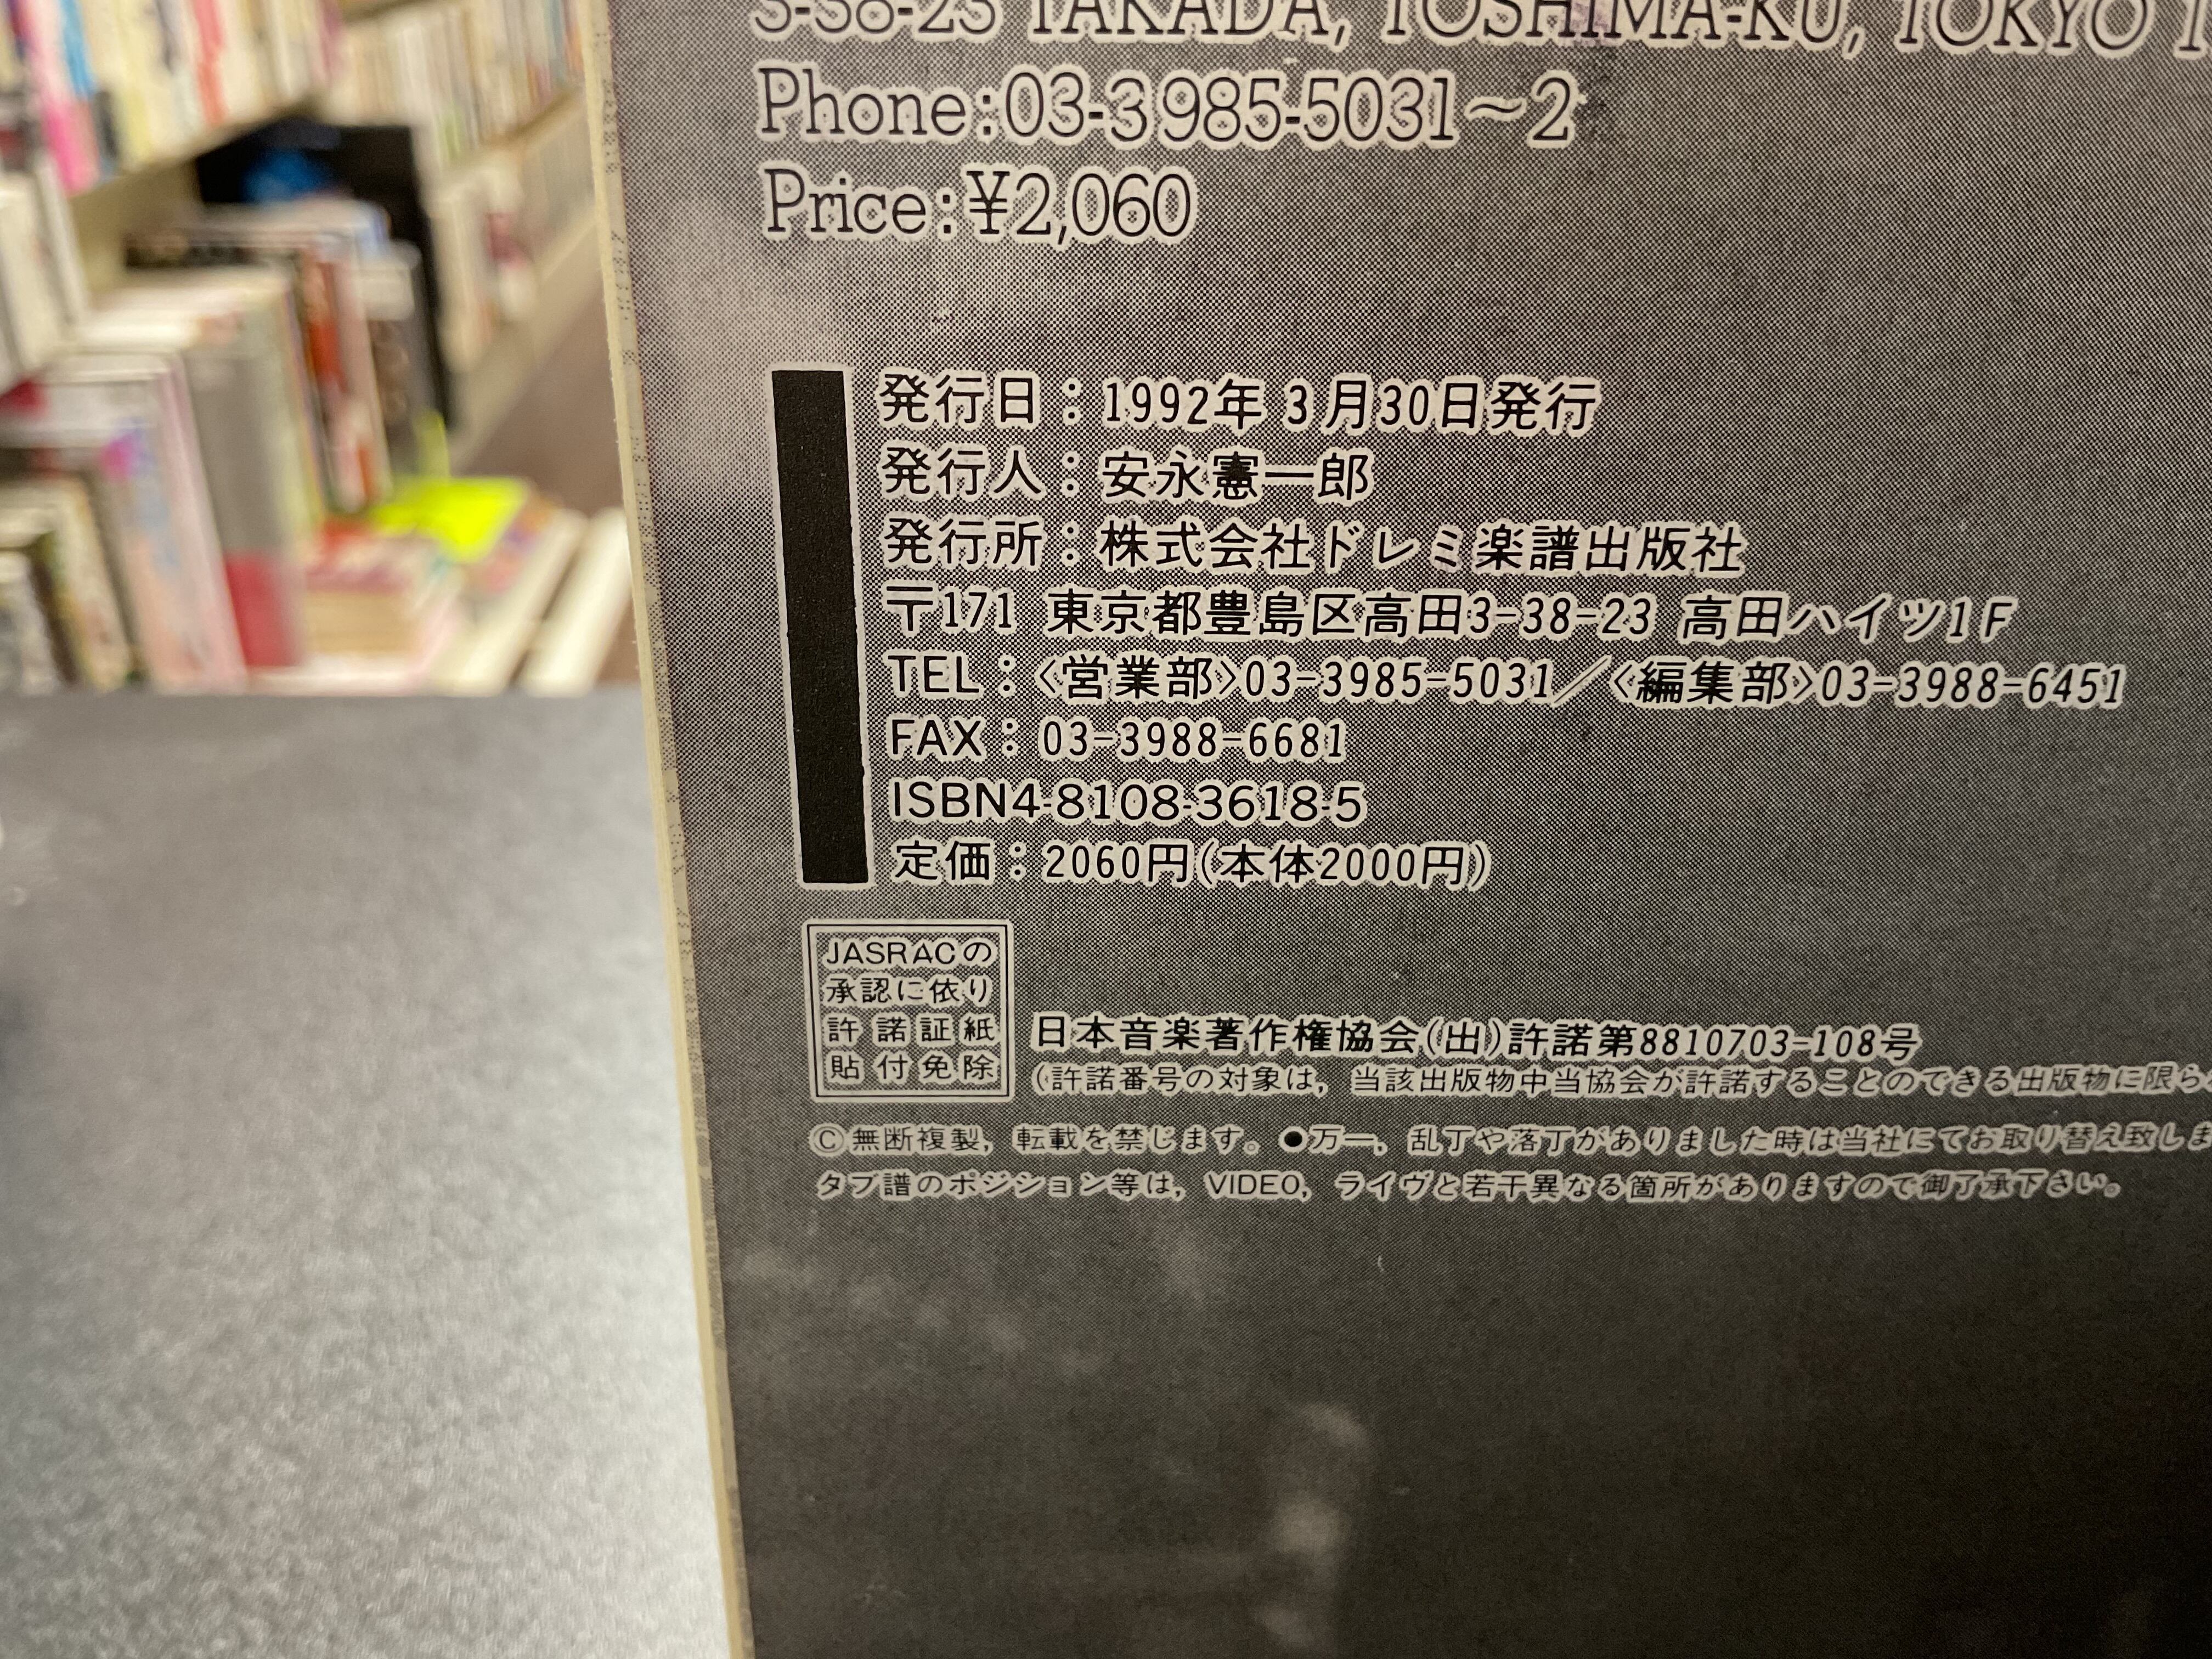 3-38-23 TAKADA, TOSHIMA-KU, TOKYO
Phone:03-3985-5031～2
Price:¥2,060
発行日：1992年 3月30日発行
発行人：安永憲一郎
発行所：株式会社ドレミ楽譜出版社
〒171 東京都豊島区高田3-38-23 高田ハイツ1F
TEL：〈営業部〉03-3985-5031／〈編集部〉03-3988-6451
FAX：03-3988-6681
ISBN4-8108-3618-5
定価：2060円(本体2000円)
JASRACの
承認に依り
許諾証紙
貼付免除
日本音楽著作権協会(出)許諾第8810703-108号
(許諾番号の対象は，当該出版物中当協会が許諾することのできる出版物に限ら
©無断複製，転載を禁じます。●万一，乱丁や落丁がありました時は当社にてお取り替え致しま
タブ譜のポジション等は，VIDEO，ライヴと若干異なる箇所がありますので御了承下さい。